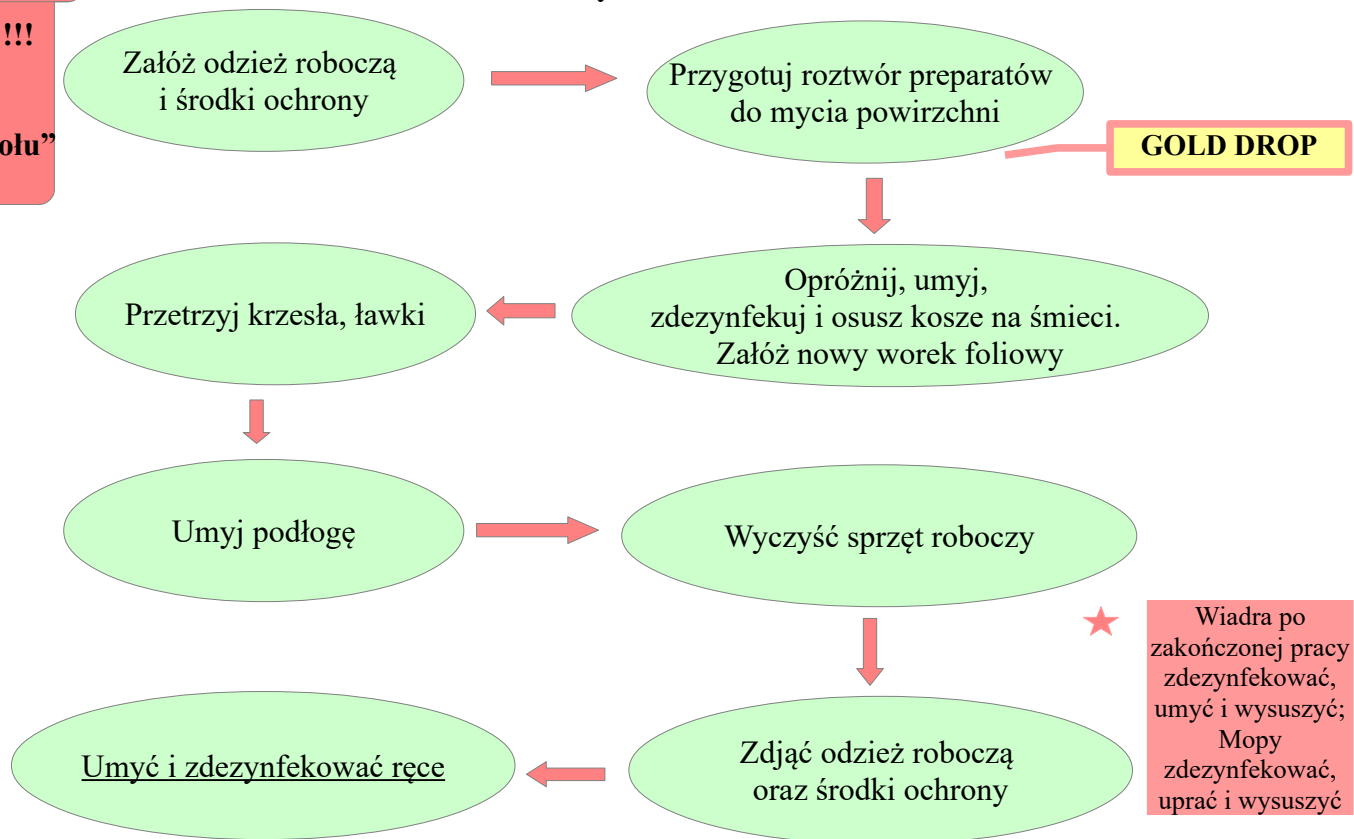 !!!
Załóż odzież roboczą
i środki ochrony
Przygotuj roztwór preparatów
do mycia powirzchni
GOLD DROP
Opróżnij, umyj,
zdezynfekuj i osusz kosze na śmieci.
Załóż nowy worek foliowy
Przetrzyj krzesła, ławki
Umyj podłogę
Wyczyść sprzęt roboczy
Wiadra po
zakończonej pracy
zdezynfekować,
umyć i wysuszyć;
Mopy
zdezynfekować,
uprać i wysuszyć
Zdjąć odzież roboczą
oraz środki ochrony
Umyć i zdezynfekować ręce